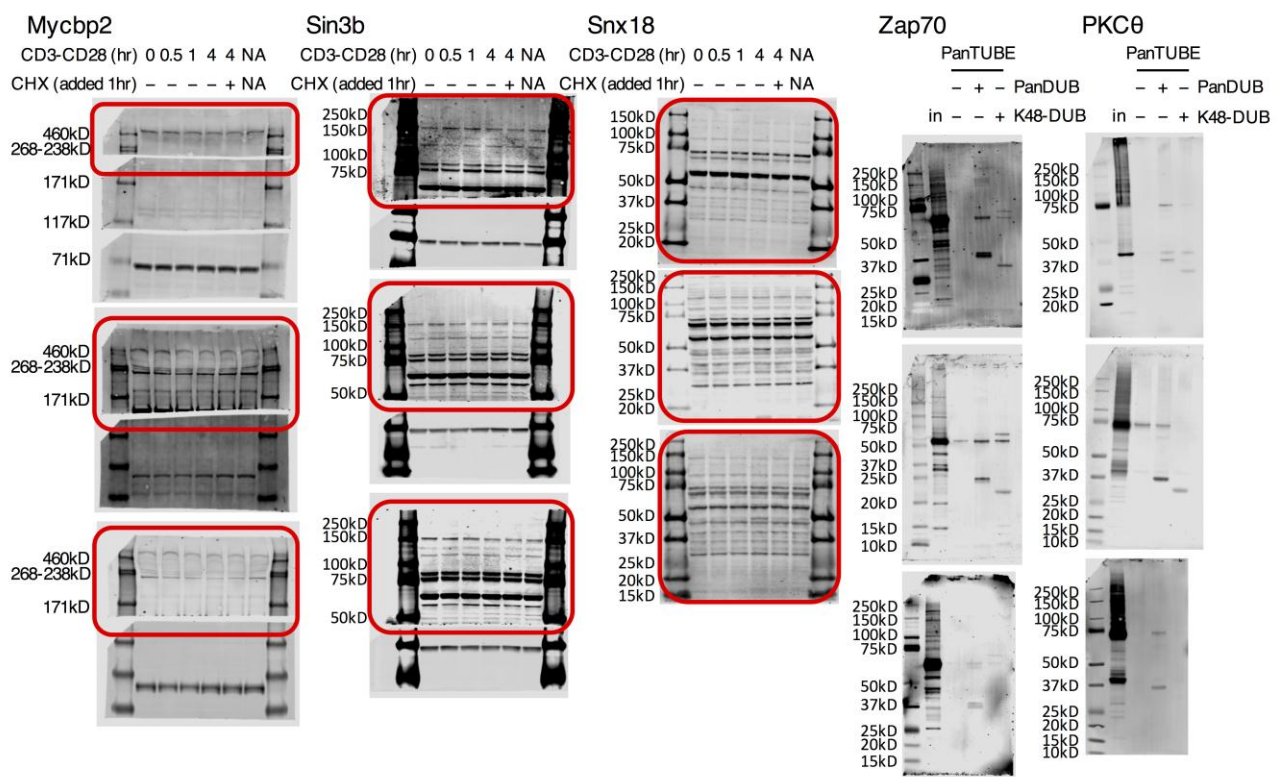 Mycbp2
CD3-CD28 (hr) 0 0.5 1 4 4 NA
CHX (added 1hr) – – – – + NA
460kD
268-238kD
171kD
117kD
71kD
460kD
268-238kD
171kD
460kD
268-238kD
171kD
Sin3b
CD3-CD28 (hr) 0 0.5 1 4 4 NA
CHX (added 1hr) – – – – + NA
250kD
150kD
100kD
75kD
250kD
150kD
100kD
75kD
50kD
250kD
150kD
100kD
75kD
50kD
Snx18
CD3-CD28 (hr) 0 0.5 1 4 4 NA
CHX (added 1hr) – – – – + NA
150kD
100kD
75kD
50kD
37kD
25kD
20kD
250kD
150kD
100kD
75kD
50kD
37kD
25kD
20kD
250kD
150kD
100kD
75kD
50kD
37kD
25kD
20kD
15kD
Zap70
PanTUBE
– + – PanDUB
in – – + K48-DUB
250kD
150kD
100kD
75kD
50kD
37kD
25kD
20kD
15kD
250kD
150kD
100kD
75kD
50kD
37kD
25kD
20kD
15kD
10kD
250kD
150kD
100kD
75kD
50kD
37kD
25kD
20kD
15kD
PKCθ
PanTUBE
– + – PanDUB
in – – + K48-DUB
250kD
150kD
100kD
75kD
50kD
37kD
25kD
20kD
250kD
150kD
100kD
75kD
50kD
37kD
25kD
20kD
15kD
10kD
250kD
150kD
100kD
75kD
50kD
37kD
25kD
20kD
15kD
10kD